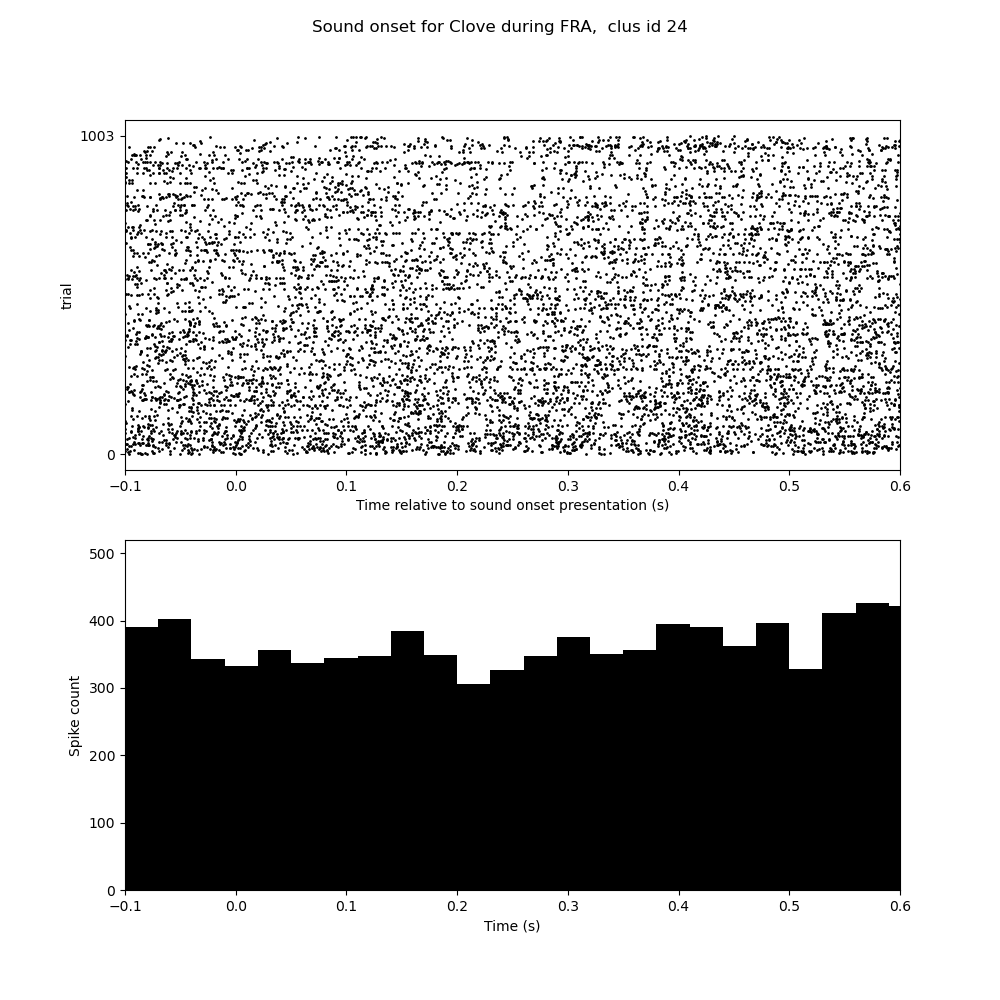 Sound onset for Clove during FRA,  clus id 24
1003
trial
0
−0.1 0.0 0.1 0.2 0.3 0.4 0.5 0.6
Time relative to sound onset presentation (s)
500
400
300
200
100
0
Spike count
−0.1 0.0 0.1 0.2 0.3 0.4 0.5 0.6
Time (s)